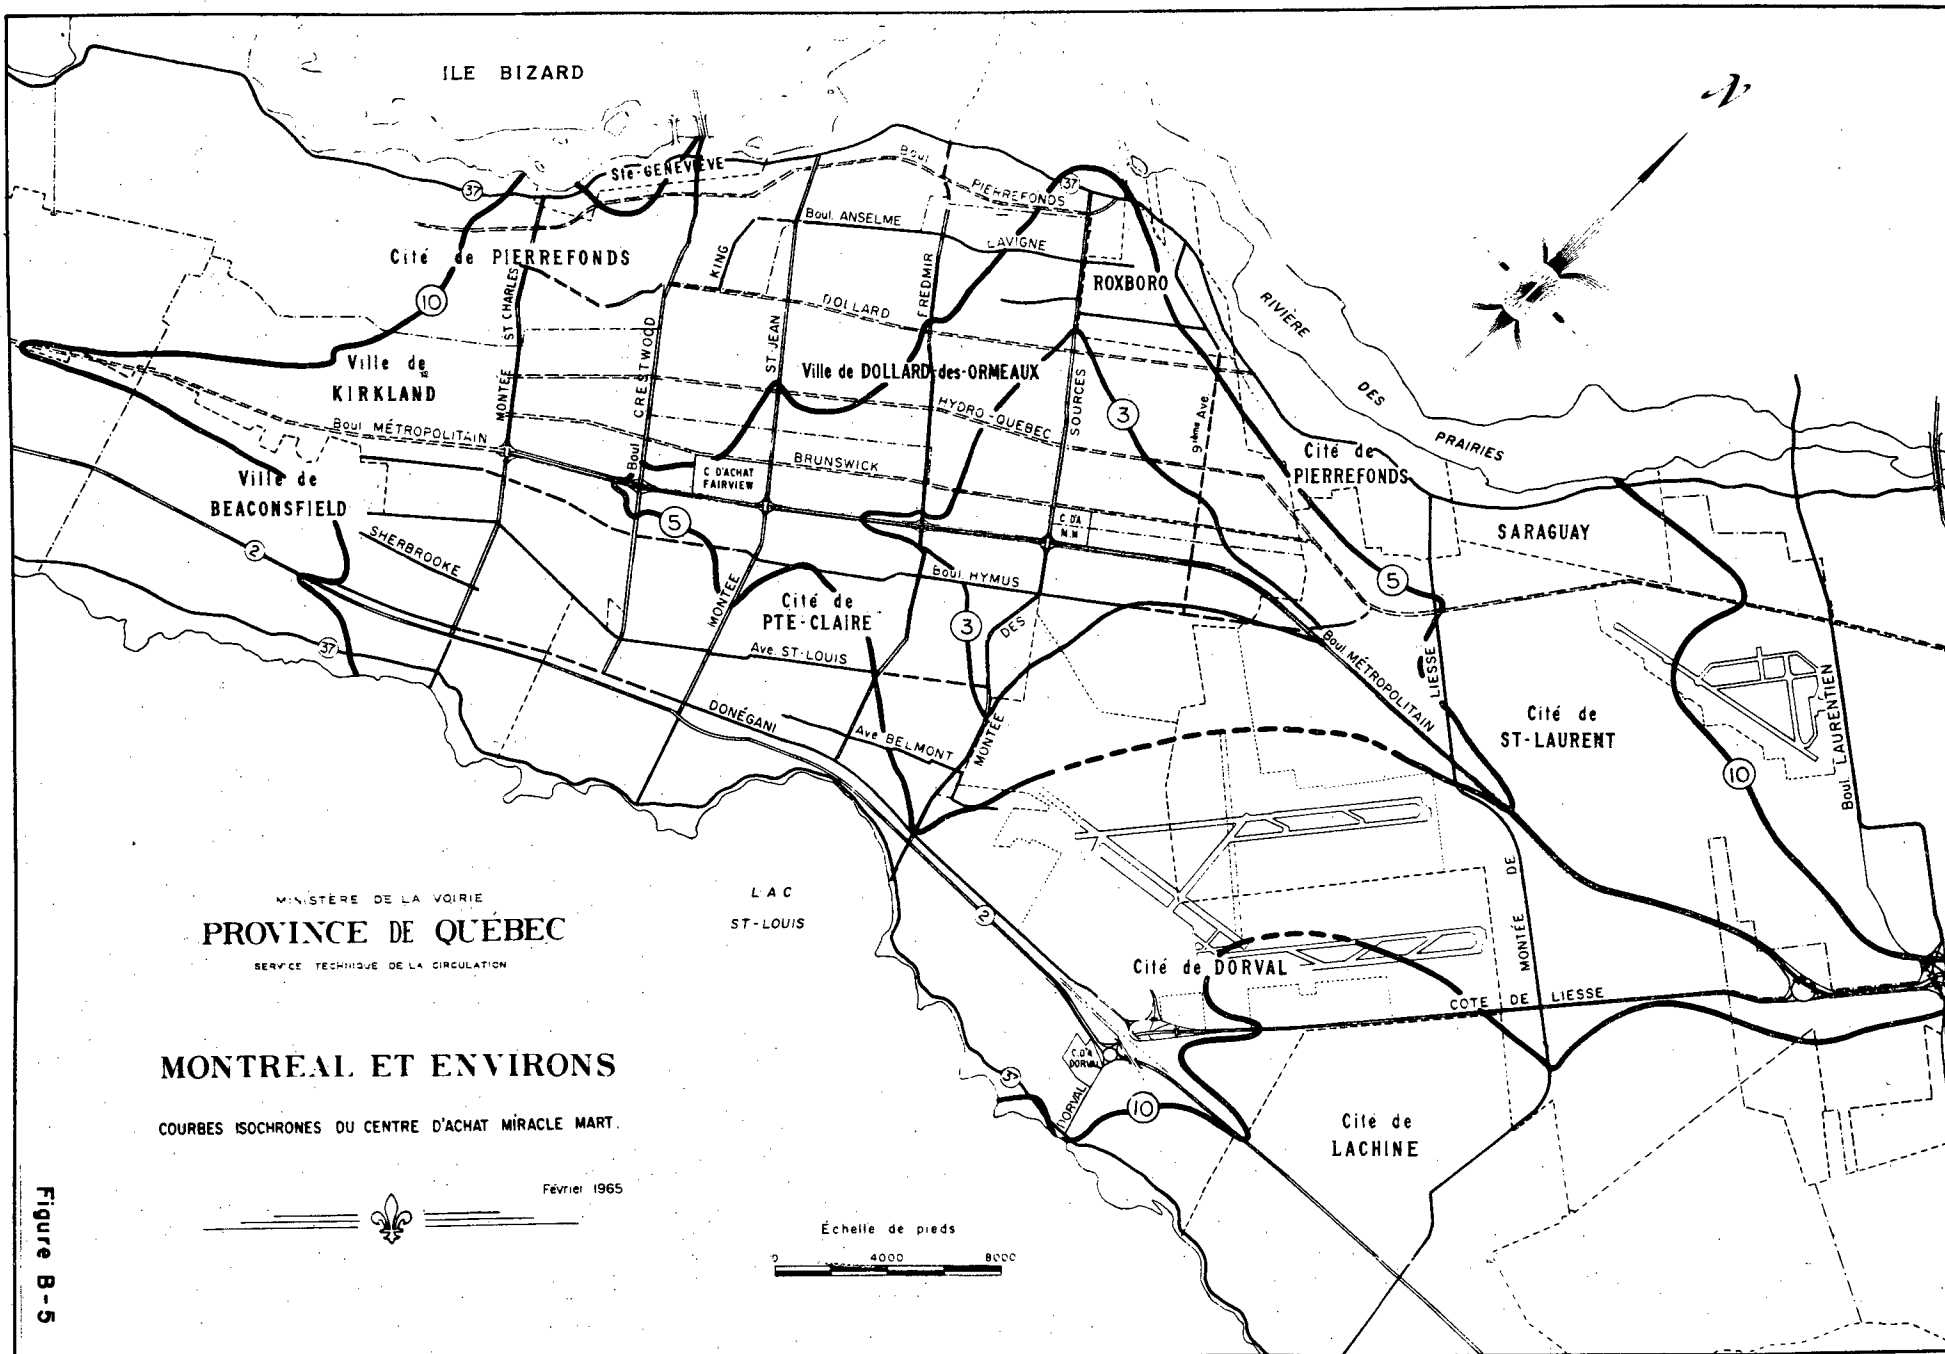 ILE BIZARD
N
Ste-GENEVIÈVE
37
Boul. PIERREFONDS
37
Boul. ANSELME
LAVIGNE
Cité de PIERREFONDS
KING
FREDMIR
ROXBORO
10
ST CHARLES
DOLLARD
RIVIÈRE
DES
PRAIRIES
CRESTWOOD
ST JEAN
Ville de
KIRKLAND
Ville de DOLLARD-des-ORMEAUX
MONTÉE
HYDRO-QUEBEC
SOURCES
3
9ième Ave.
Boul. MÉTROPOLITAIN
Boul
C. D'ACHAT
FAIRVIEW
BRUNSWICK
Cité de
PIERREFONDS
Ville de
BEACONSFIELD
5
C. D'A
M.M
SARAGUAY
2
SHERBROOKE
MONTÉE
Boul. HYMUS
5
Cité de
PTE-CLAIRE
3
DES
Boul. MÉTROPOLITAIN
LIESSE
37
Ave. ST-LOUIS
Cité de
ST-LAURENT
Boul. LAURENTIEN
DONÉGANI
Ave BELMONT
MONTÉE
10
MINISTÈRE DE LA VOIRIE
PROVINCE DE QUÉBEC
SERVICE TECHNIQUE DE LA CIRCULATION
LAC
ST-LOUIS
2
MONTÉE DE
Cité de DORVAL
COTE DE LIESSE
MONTRÉAL ET ENVIRONS
C.D'A
DORVAL
37
DORVAL
10
Cité de
LACHINE
COURBES ISOCHRONES DU CENTRE D'ACHAT MIRACLE MART.
Février 1965
Échelle de pieds
0 4000 8000
Figure B-5